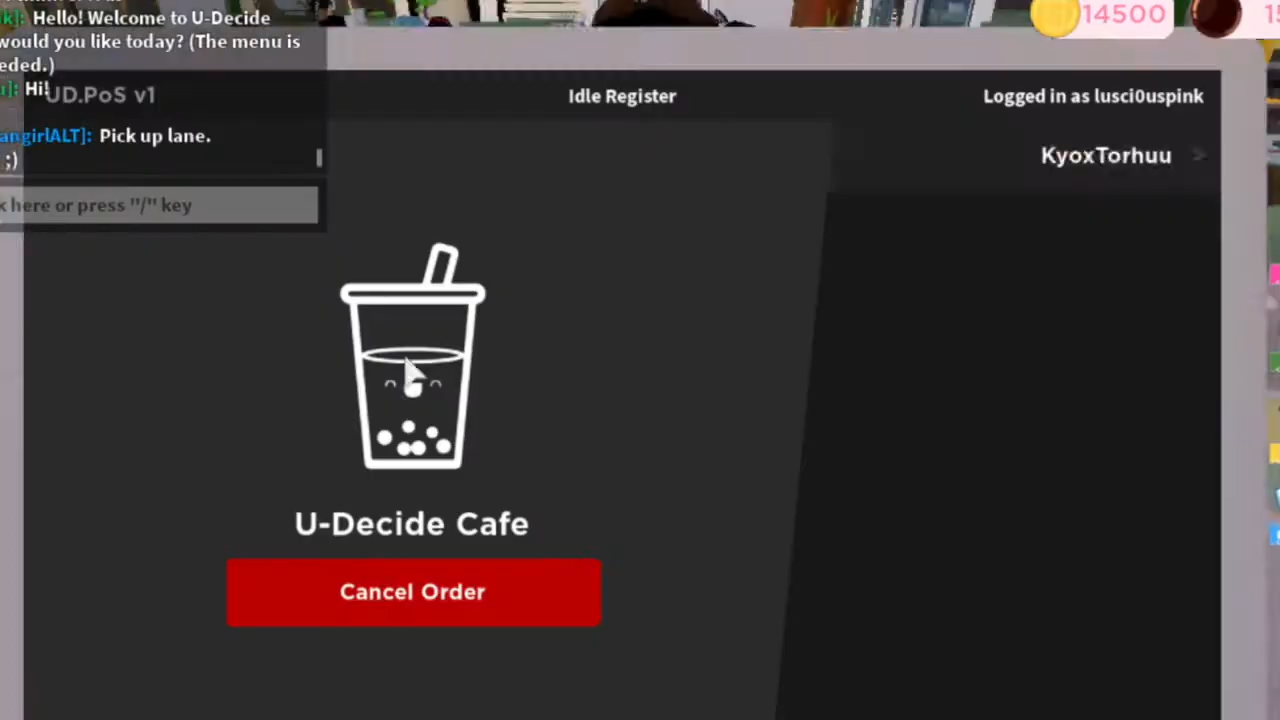 k]: Hello! Welcome to U-Decide
would you like today? (The menu is
eded.)
u]: Hi!
angirlALT]: Pick up lane.
;)
k here or press "/" key
14500
UD.PoS v1
Idle Register
Logged in as lusci0uspink
KyoxTorhuu >
U-Decide Cafe
Cancel Order